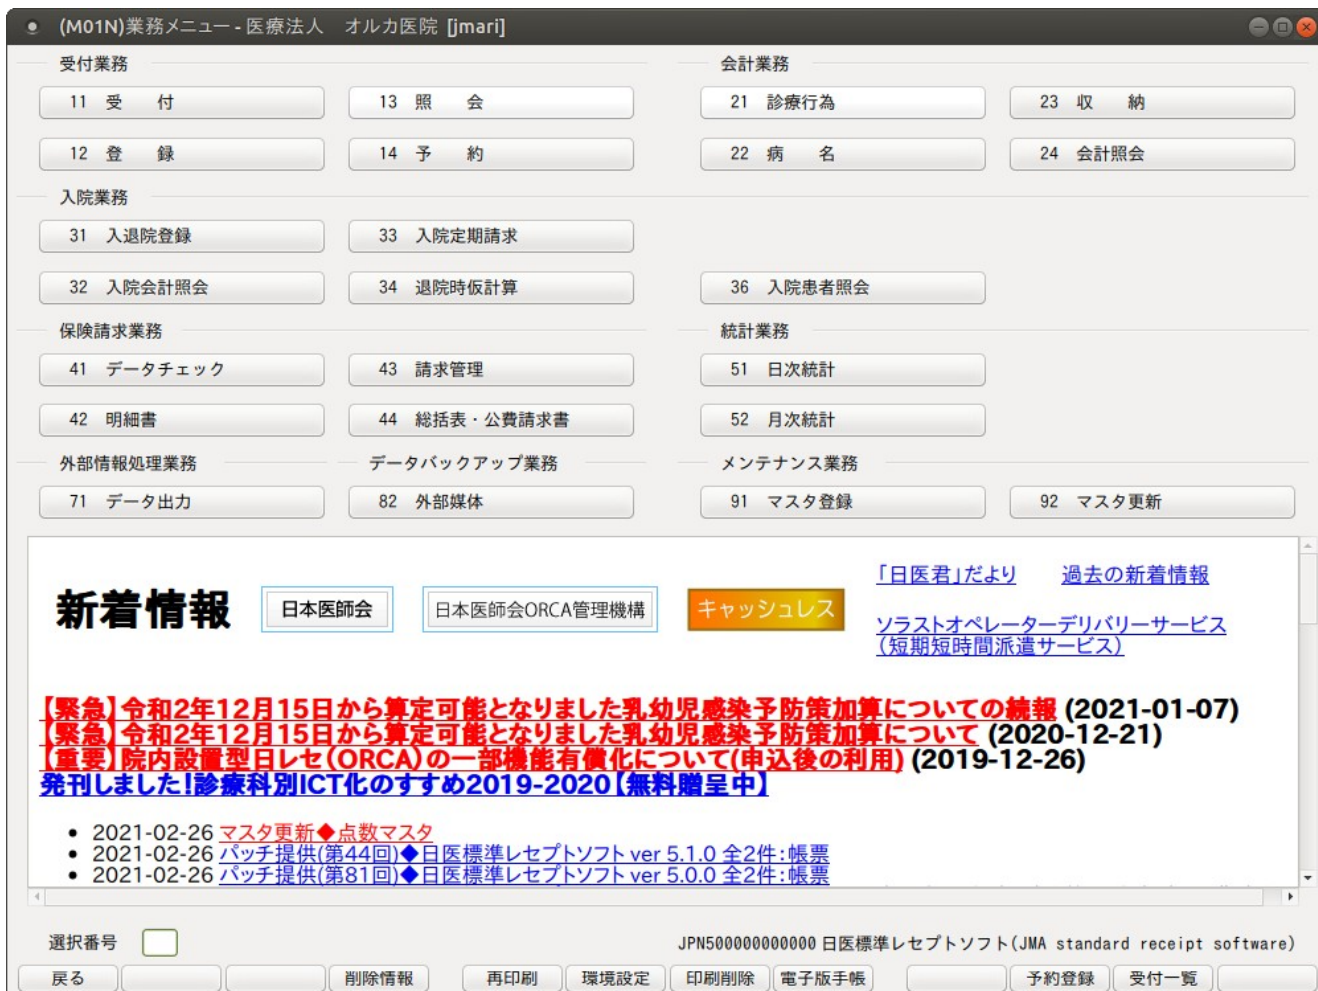 (M01N)業務メニュー - 医療法人　オルカ医院 [jmari]
受付業務
会計業務
11 受　　付
13 照　　会
21 診療行為
23 収　　納
12 登　　録
14 予　　約
22 病　　名
24 会計照会
入院業務
31 入退院登録
33 入院定期請求
32 入院会計照会
34 退院時仮計算
36 入院患者照会
保険請求業務
統計業務
41 データチェック
43 請求管理
51 日次統計
42 明細書
44 総括表・公費請求書
52 月次統計
外部情報処理業務
データバックアップ業務
メンテナンス業務
71 データ出力
82 外部媒体
91 マスタ登録
92 マスタ更新
新着情報
日本医師会
日本医師会ORCA管理機構
キャッシュレス
「日医君」だより
過去の新着情報
ソラストオペレーターデリバリーサービス
（短期短時間派遣サービス）
【緊急】令和2年12月15日から算定可能となりました乳幼児感染予防策加算についての続報 (2021-01-07)
【緊急】令和2年12月15日から算定可能となりました乳幼児感染予防策加算について (2020-12-21)
【重要】院内設置型日レセ(ORCA)の一部機能有償化について(申込後の利用) (2019-12-26)
発刊しました!診療科別ICT化のすすめ2019-2020【無料贈呈中】
• 2021-02-26 マスタ更新◆点数マスタ
• 2021-02-26 パッチ提供(第44回)◆日医標準レセプトソフト ver 5.1.0 全2件:帳票
• 2021-02-26 パッチ提供(第81回)◆日医標準レセプトソフト ver 5.0.0 全2件:帳票
選択番号
JPN500000000000 日医標準レセプトソフト(JMA standard receipt software)
戻る
削除情報
再印刷
環境設定
印刷削除
電子版手帳
予約登録
受付一覧